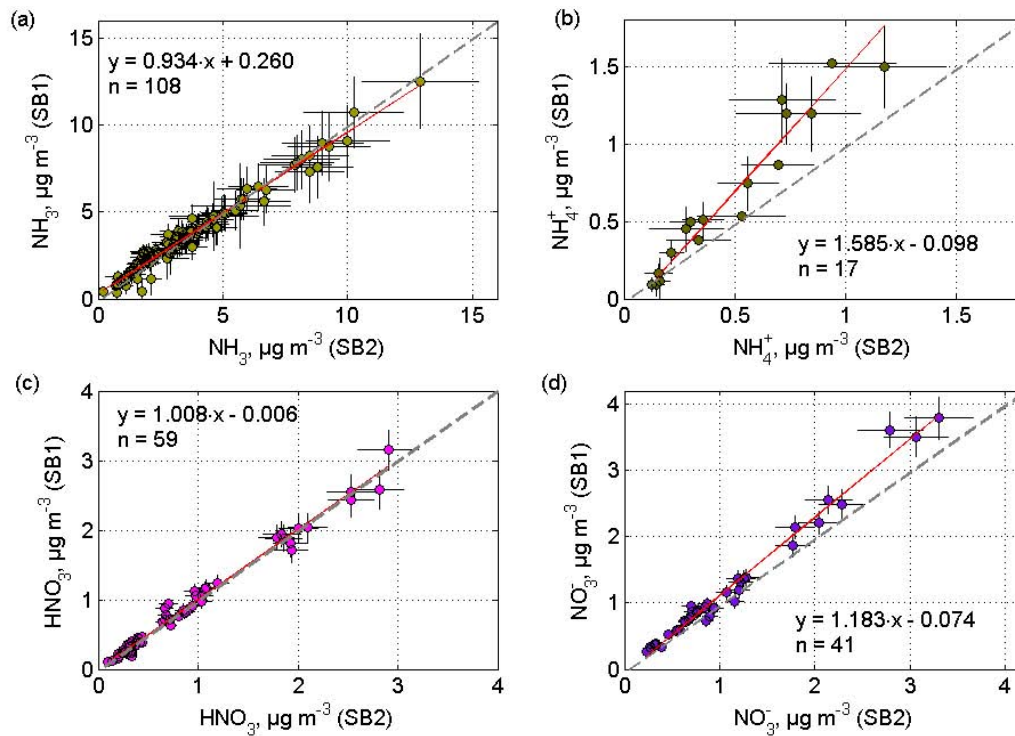 (a)
15
10
5
0
NH₃, µg m⁻³ (SB1)
y = 0.934·x + 0.260
n = 108
0 5 10 15
NH₃, µg m⁻³ (SB2)
(b)
1.5
1
0.5
0
NH₄⁺, µg m⁻³ (SB1)
y = 1.585·x - 0.098
n = 17
0 0.5 1 1.5
NH₄⁺, µg m⁻³ (SB2)
(c)
4
3
2
1
0
HNO₃, µg m⁻³ (SB1)
y = 1.008·x - 0.006
n = 59
0 1 2 3 4
HNO₃, µg m⁻³ (SB2)
(d)
4
3
2
1
0
NO₃⁻, µg m⁻³ (SB1)
y = 1.183·x - 0.074
n = 41
0 1 2 3 4
NO₃⁻, µg m⁻³ (SB2)